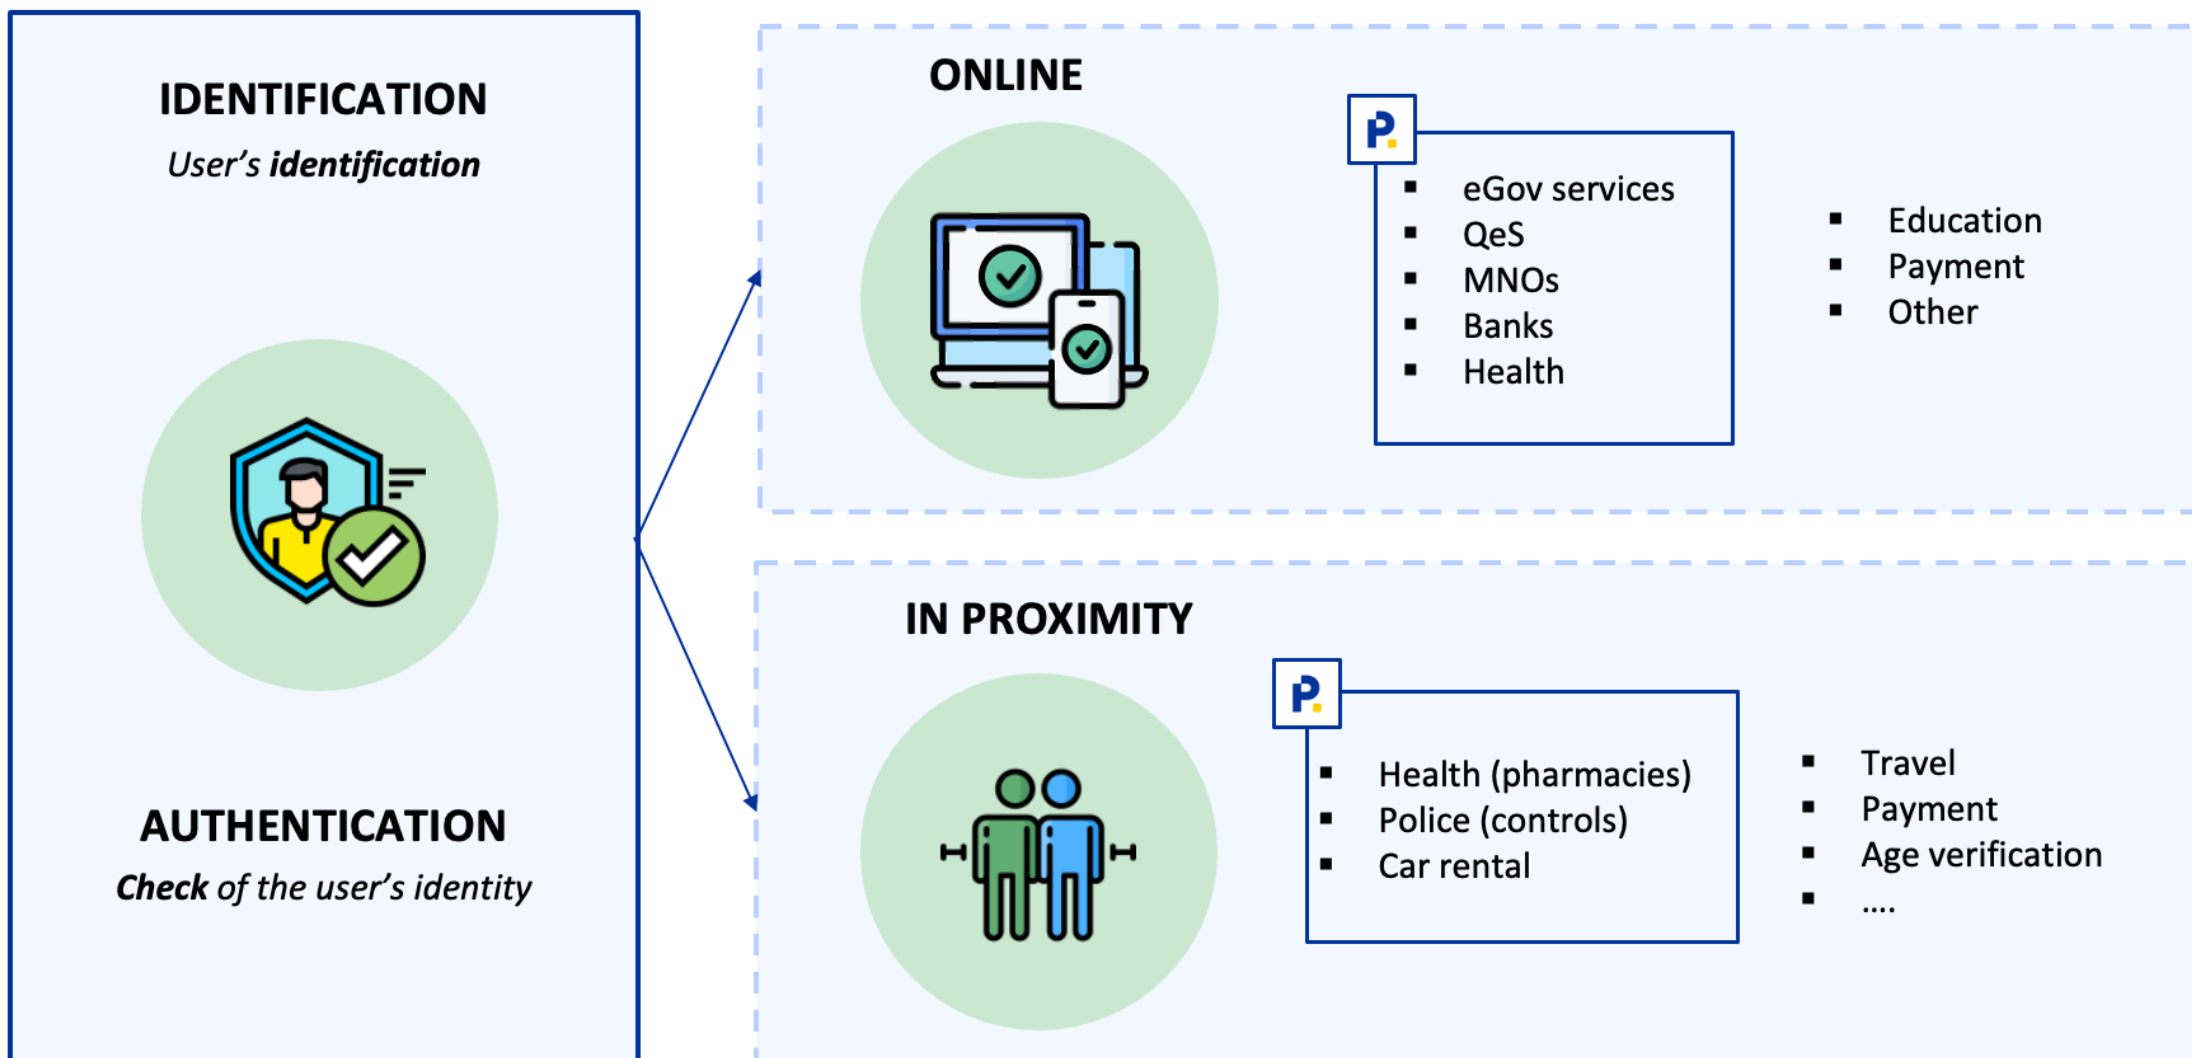 IDENTIFICATION
User's identification
AUTHENTICATION
Check of the user's identity
ONLINE
P.
eGov services
QeS
MNOs
Banks
Health
Education
Payment
Other
IN PROXIMITY
P.
Health (pharmacies)
Police (controls)
Car rental
Travel
Payment
Age verification
....